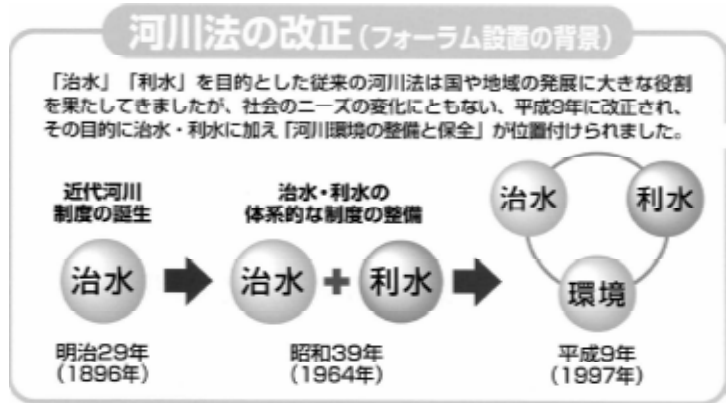 河川法の改正(フォーラム設置の背景)
「治水」「利水」を目的とした従来の河川法は国や地域の発展に大きな役割
を果たしてきましたが、社会のニーズの変化にともない、平成9年に改正され、
その目的に治水・利水に加え「河川環境の整備と保全」が位置付けられました。
近代河川
制度の誕生
治水
明治29年
(1896年)
治水・利水の
体系的な制度の整備
治水+利水
昭和39年
(1964年)
治水
利水
環境
平成9年
(1997年)